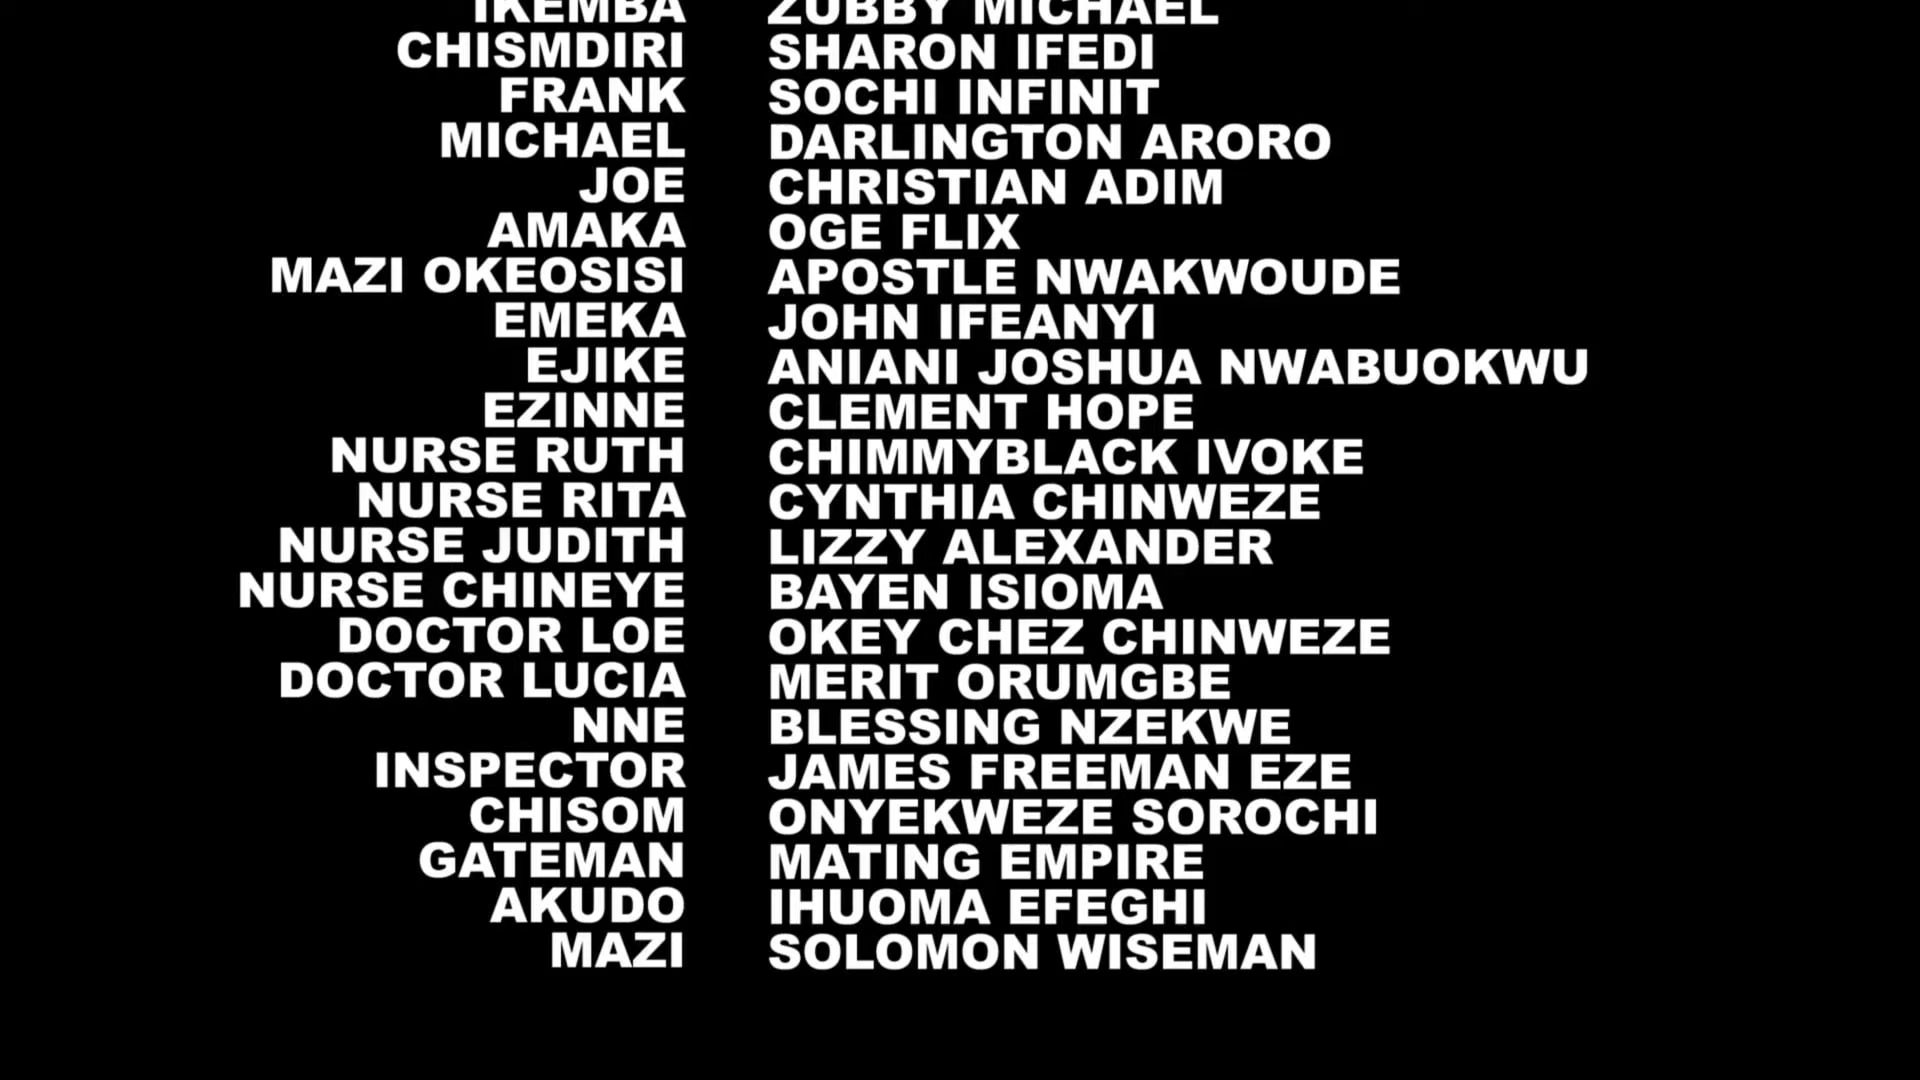 IKEMBA ZUBBY MICHAEL
CHISMDIRI SHARON IFEDI
FRANK SOCHI INFINIT
MICHAEL DARLINGTON ARORO
JOE CHRISTIAN ADIM
AMAKA OGE FLIX
MAZI OKEOSISI APOSTLE NWAKWOUDE
EMEKA JOHN IFEANYI
EJIKE ANIANI JOSHUA NWABUOKWU
EZINNE CLEMENT HOPE
NURSE RUTH CHIMMYBLACK IVOKE
NURSE RITA CYNTHIA CHINWEZE
NURSE JUDITH LIZZY ALEXANDER
NURSE CHINEYE BAYEN ISIOMA
DOCTOR LOE OKEY CHEZ CHINWEZE
DOCTOR LUCIA MERIT ORUMGBE
NNE BLESSING NZEKWE
INSPECTOR JAMES FREEMAN EZE
CHISOM ONYEKWEZE SOROCHI
GATEMAN MATING EMPIRE
AKUDO IHUOMA EFEGHI
MAZI SOLOMON WISEMAN